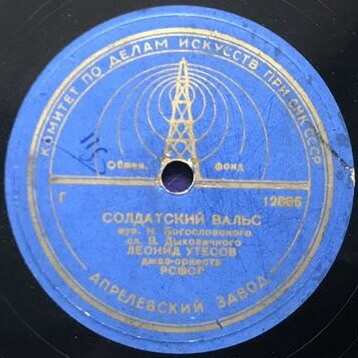 КОМИТЕТ ПО ДЕЛАМ ИСКУССТВ ПРИ СНК СССР
Обмен. фонд
Г 12695
СОЛДАТСКИЙ ВАЛЬС
муз. Н. Богословского
сл. В. Дыховичного
ЛЕОНИД УТЕСОВ
джаз-оркестр
РСФСР
АПРЕЛЕВСКИЙ ЗАВОД